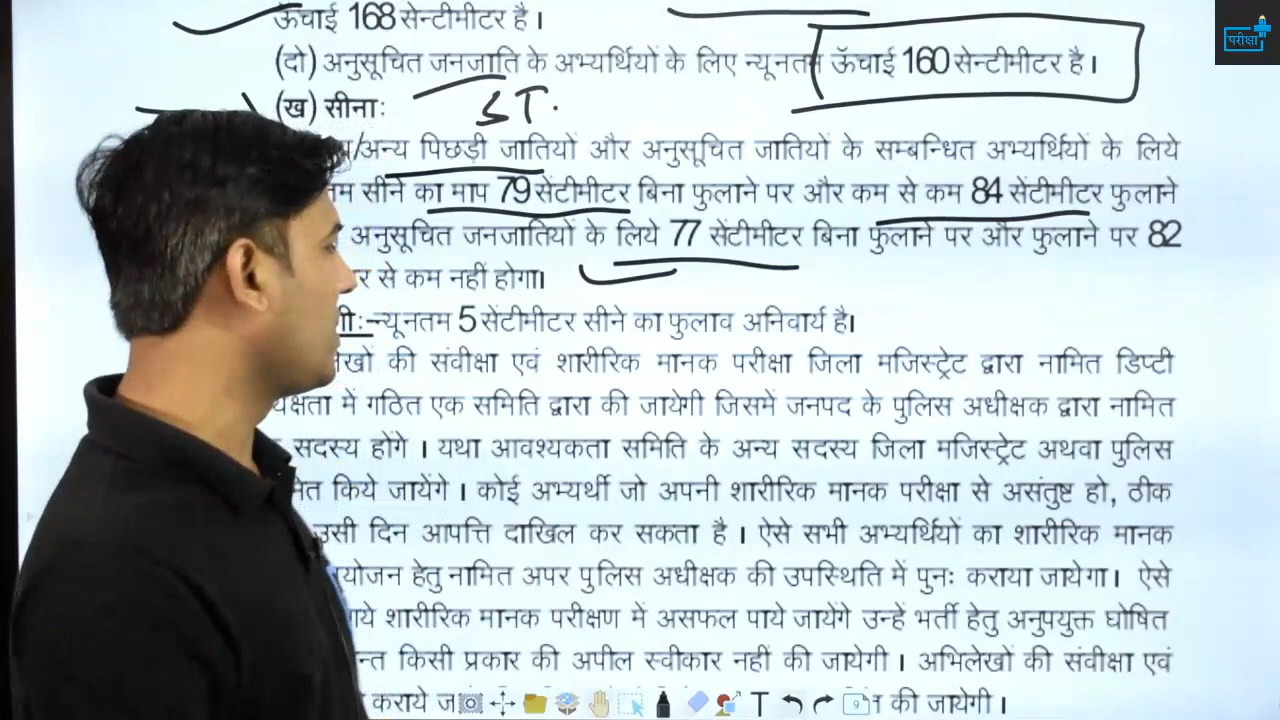 ऊँचाई 168 सेन्टीमीटर है ।
परीक्षा
(दो) अनुसूचित जनजाति के अभ्यर्थियों के लिए न्यूनतम ऊँचाई 160 सेन्टीमीटर है ।
(ख) सीनाः
ST.
/अन्य पिछड़ी जातियों और अनुसूचित जातियों के सम्बन्धित अभ्यर्थियों के लिये
सीने का माप 79 सेंटीमीटर बिना फुलाने पर और कम से कम 84 सेंटीमीटर फुलाने
अनुसूचित जनजातियों के लिये 77 सेंटीमीटर बिना फुलाने पर और फुलाने पर 82
से कम नहीं होगा।
न्यूनतम 5 सेंटीमीटर सीने का फुलाव अनिवार्य है।
की संवीक्षा एवं शारीरिक मानक परीक्षा जिला मजिस्ट्रेट द्वारा नामित डिप्टी
में गठित एक समिति द्वारा की जायेगी जिसमें जनपद के पुलिस अधीक्षक द्वारा नामित
सदस्य होंगे । यथा आवश्यकता समिति के अन्य सदस्य जिला मजिस्ट्रेट अथवा पुलिस
किये जायेंगे । कोई अभ्यर्थी जो अपनी शारीरिक मानक परीक्षा से असंतुष्ट हो, ठीक
उसी दिन आपत्ति दाखिल कर सकता है । ऐसे सभी अभ्यर्थियों का शारीरिक मानक
हेतु नामित अपर पुलिस अधीक्षक की उपस्थिति में पुनः कराया जायेगा। ऐसे
शारीरिक मानक परीक्षण में असफल पाये जायेंगे उन्हें भर्ती हेतु अनुपयुक्त घोषित
किसी प्रकार की अपील स्वीकार नहीं की जायेगी । अभिलेखों की संवीक्षा एवं
कराये की जायेगी ।